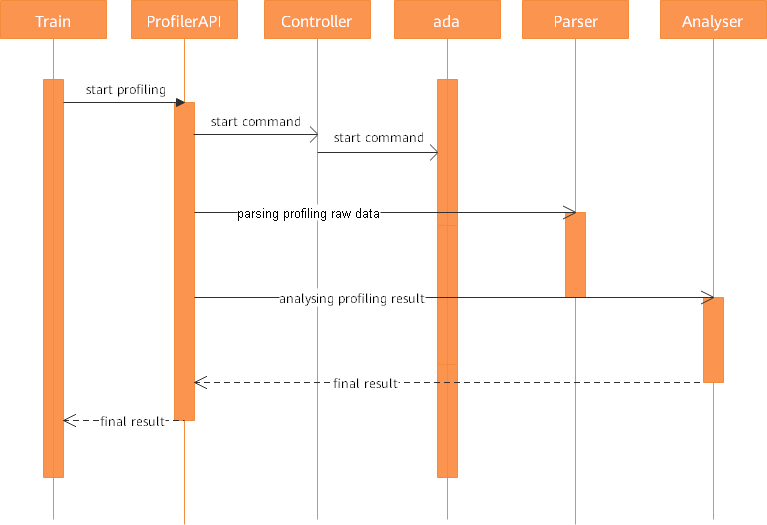 Train
ProfilerAPI
Controller
ada
Parser
Analyser
start profiling
start command
start command
parsing profiling raw data
analysing profiling result
final result
final result